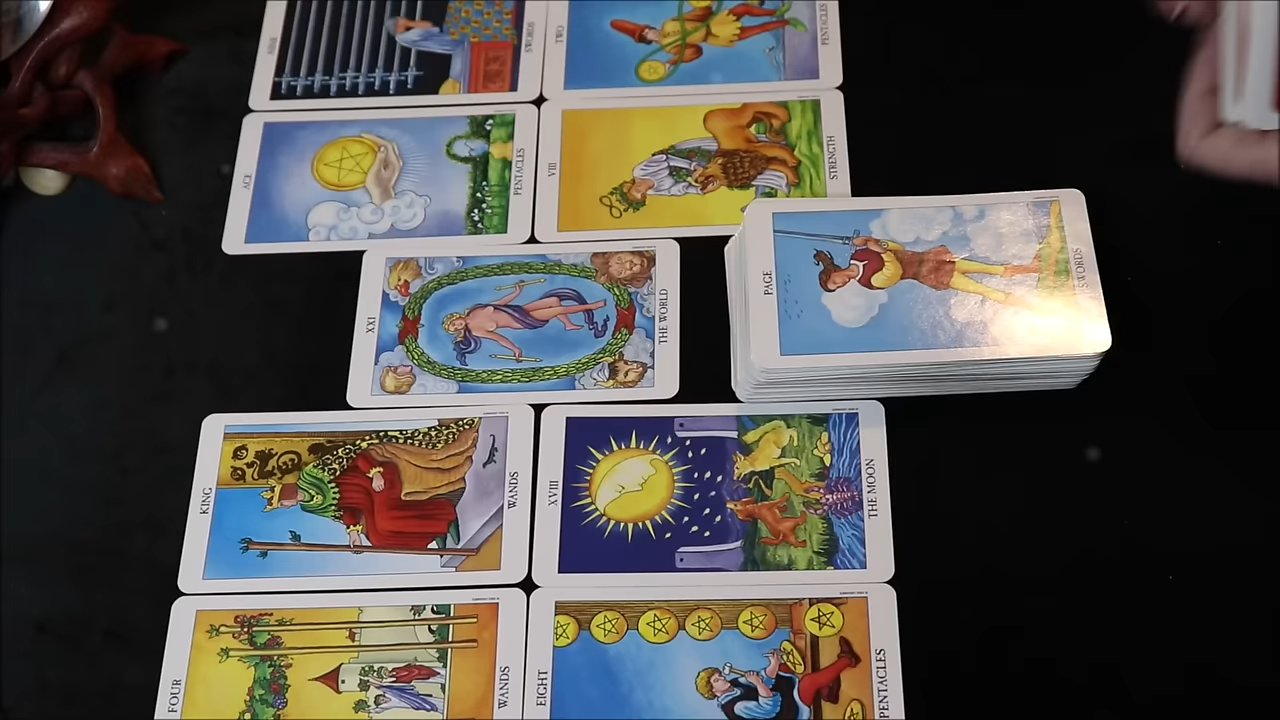 NINE
SWORDS
TWO
PENTACLES
ACE
PENTACLES
VIII
STRENGTH
XXI
THE WORLD
PAGE
SWORDS
KING
WANDS
XVIII
THE MOON
FOUR
WANDS
EIGHT
PENTACLES